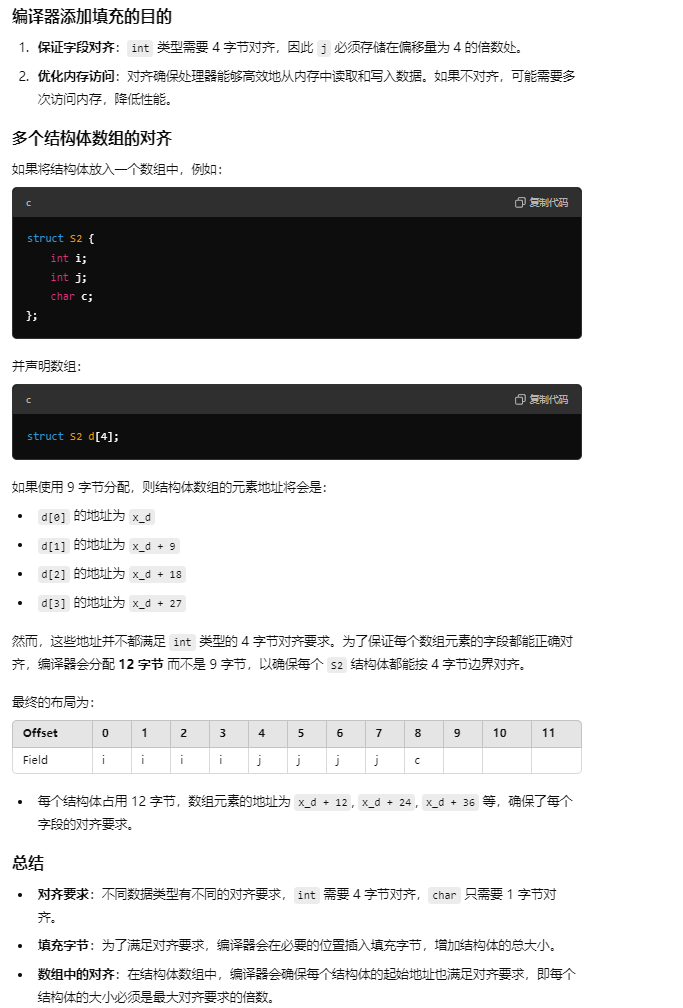 编译器添加填充的目的
1. 保证字段对齐：int 类型需要 4 字节对齐，因此 j 必须存储在偏移量为 4 的倍数处。
2. 优化内存访问：对齐确保处理器能够高效地从内存中读取和写入数据。如果不对齐，可能需要多
次访问内存，降低性能。
多个结构体数组的对齐
如果将结构体放入一个数组中，例如：
c 复制代码
struct S2 {
    int i;
    int j;
    char c;
};
并声明数组：
c 复制代码
struct S2 d[4];
如果使用 9 字节分配，则结构体数组的元素地址将会是：
• d[0] 的地址为 x_d
• d[1] 的地址为 x_d + 9
• d[2] 的地址为 x_d + 18
• d[3] 的地址为 x_d + 27
然而，这些地址并不都满足 int 类型的 4 字节对齐要求。为了保证每个数组元素的字段都能正确对
齐，编译器会分配 12 字节 而不是 9 字节，以确保每个 S2 结构体都能按 4 字节边界对齐。
最终的布局为：
Offset 0 1 2 3 4 5 6 7 8 9 10 11
Field i i i i j j j j c
• 每个结构体占用 12 字节，数组元素的地址为 x_d + 12, x_d + 24, x_d + 36 等，确保了每个
字段的对齐要求。
总结
• 对齐要求：不同数据类型有不同的对齐要求，int 需要 4 字节对齐，char 只需要 1 字节对
齐。
• 填充字节：为了满足对齐要求，编译器会在必要的位置插入填充字节，增加结构体的总大小。
• 数组中的对齐：在结构体数组中，编译器会确保每个结构体的起始地址也满足对齐要求，即每个
结构体的大小必须是最大对齐要求的倍数。